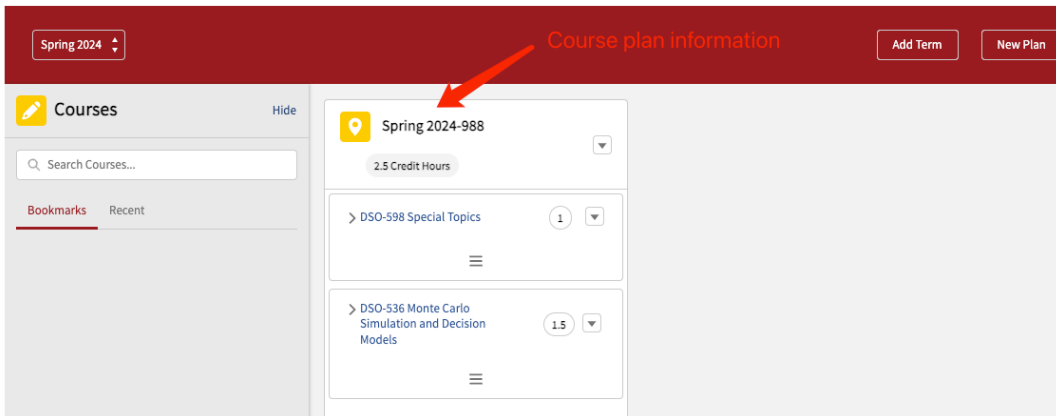 Spring 2024
Course plan information
Add Term
New Plan
Courses
Hide
Search Courses...
Bookmarks
Recent
Spring 2024-988
2.5 Credit Hours
DSO-598 Special Topics
1
DSO-536 Monte Carlo
Simulation and Decision
Models
1.5